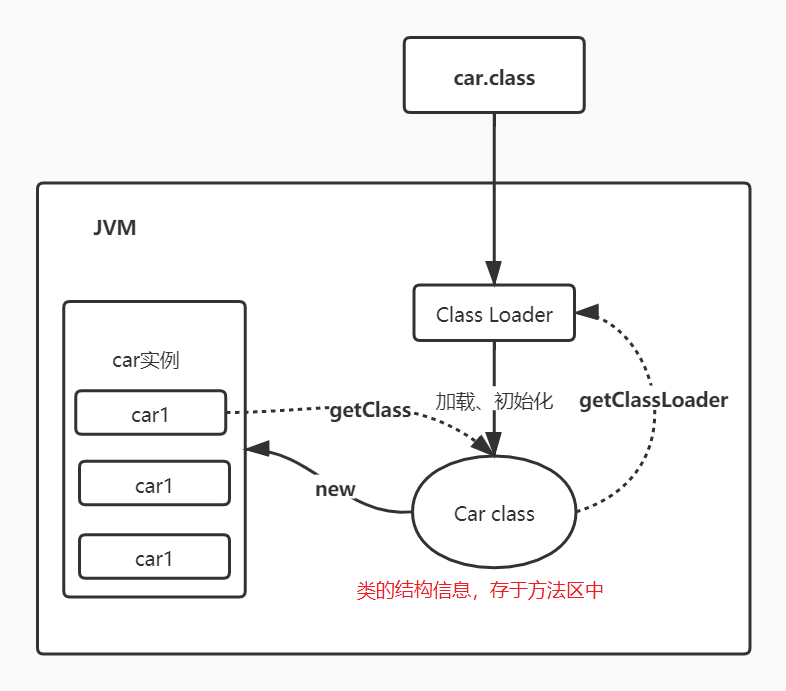 car.class
JVM
Class Loader
car实例
加载、初始化
getClassLoader
car1
getClass
car1
new
Car class
car1
类的结构信息，存于方法区中